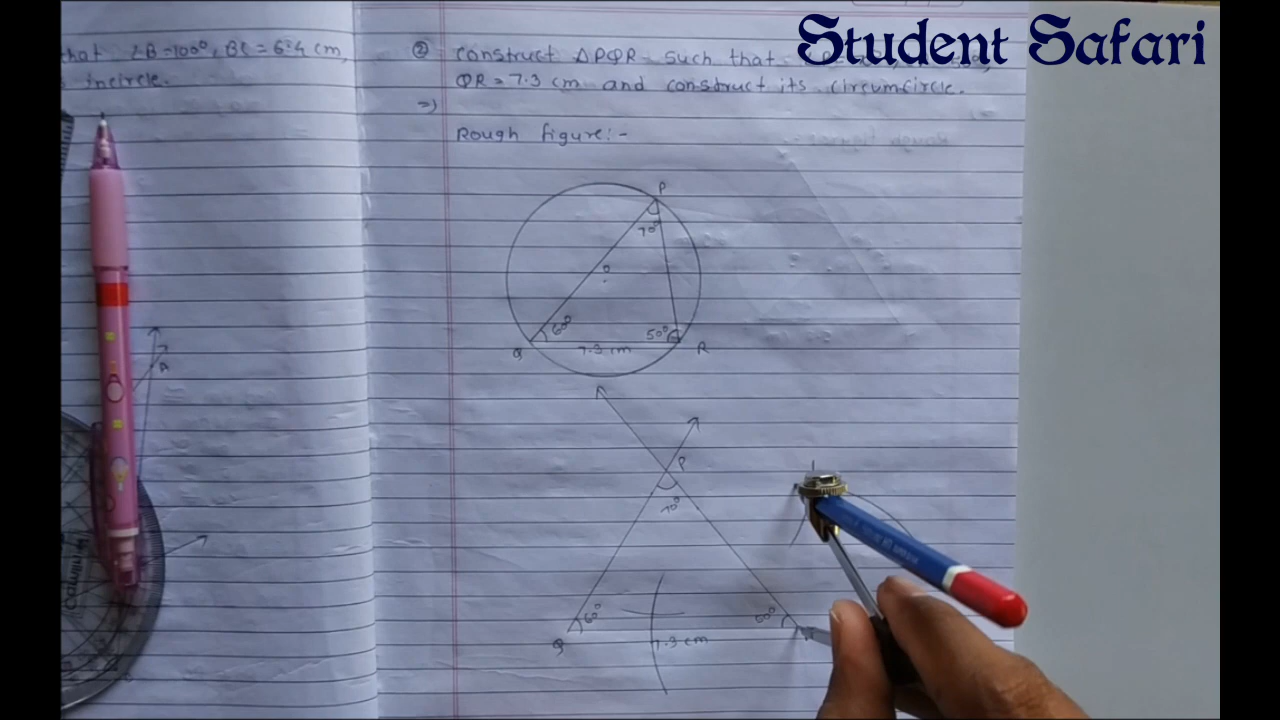 Student Safari
that ∠B=100°, BC = 6.4 cm,
incircle.
② Construct ΔPQR such that
QR = 7.3 cm and construct its circumcircle.
=)
Rough figure:-
P
70°
O
60°
50°
Q
7.3 cm
R
A
P
70°
60°
60°
Q
7.3 cm